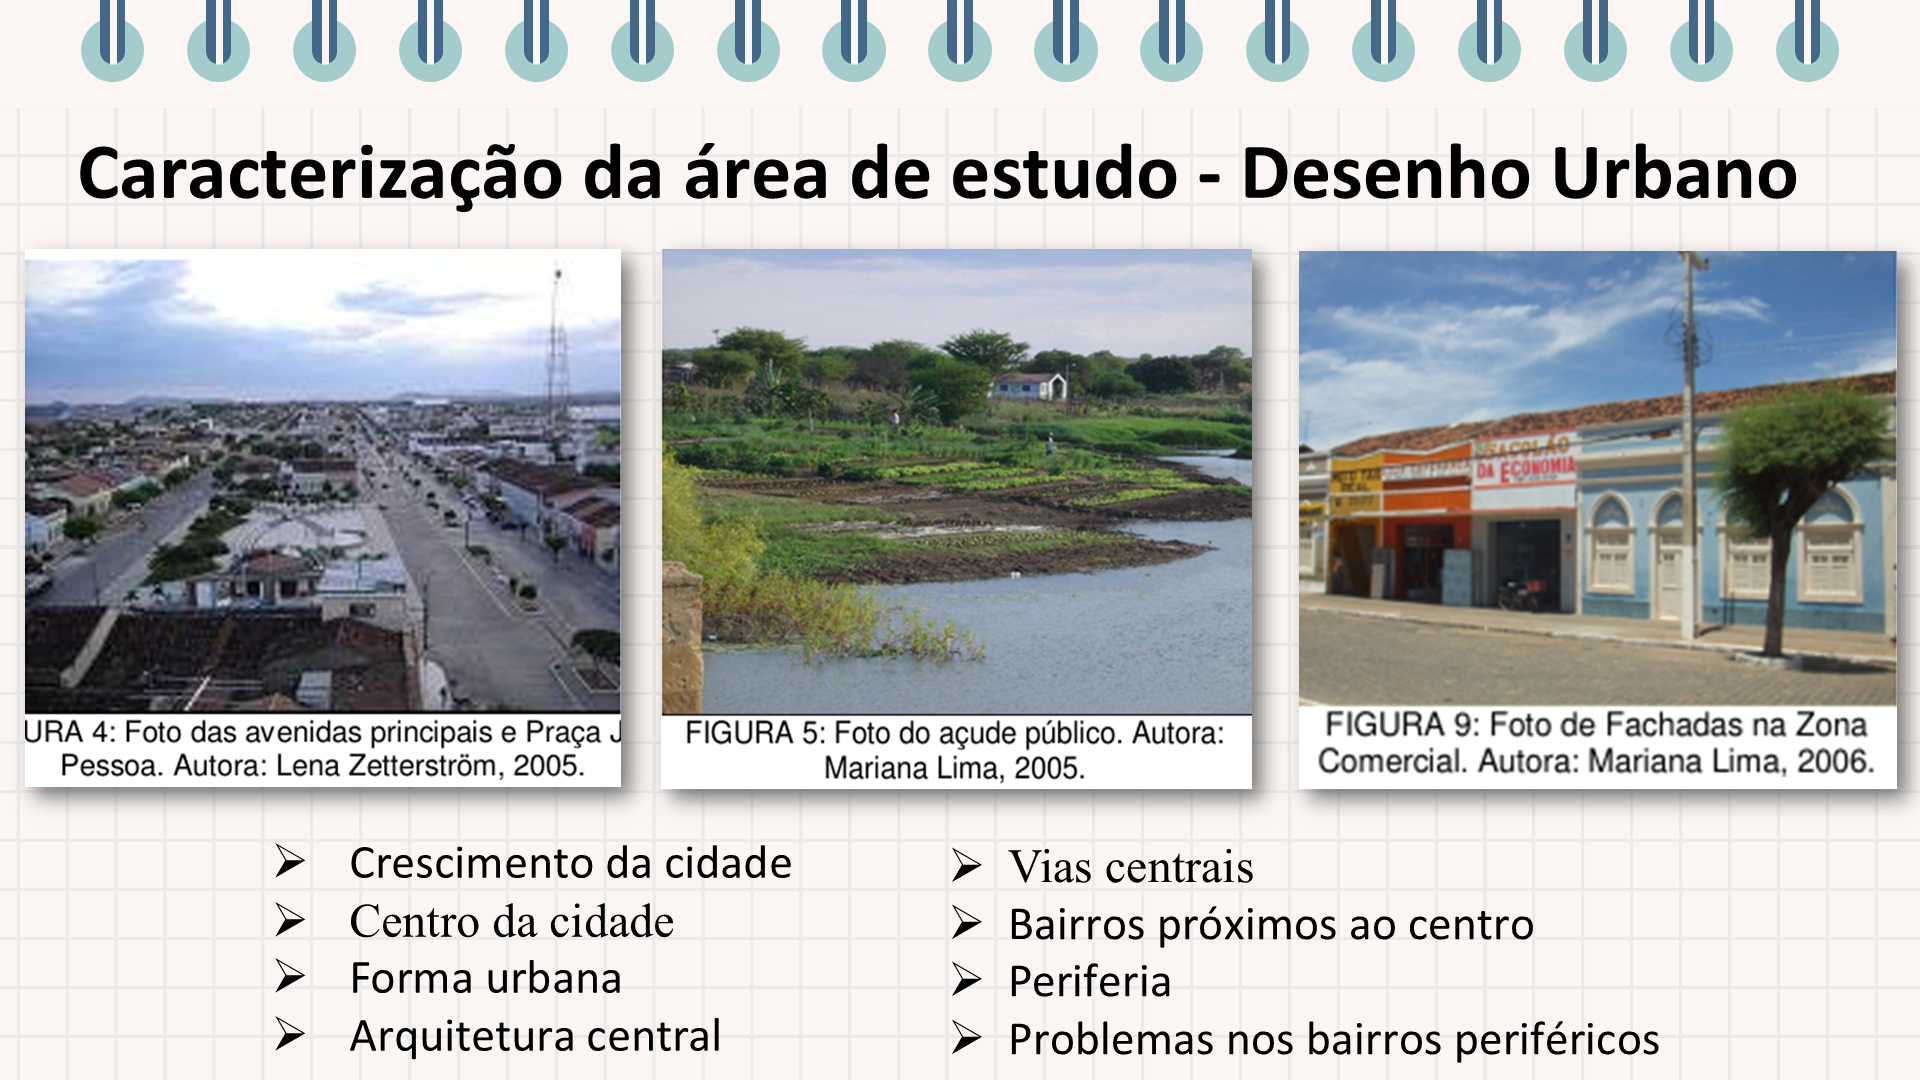 Caracterização da área de estudo - Desenho Urbano
URA 4: Foto das avenidas principais e Praça J
Pessoa. Autora: Lena Zetterström, 2005.
FIGURA 5: Foto do açude público. Autora:
Mariana Lima, 2005.
DA ECONOMIA
FIGURA 9: Foto de Fachadas na Zona
Comercial. Autora: Mariana Lima, 2006.
Crescimento da cidade
Centro da cidade
Forma urbana
Arquitetura central
Vias centrais
Bairros próximos ao centro
Periferia
Problemas nos bairros periféricos